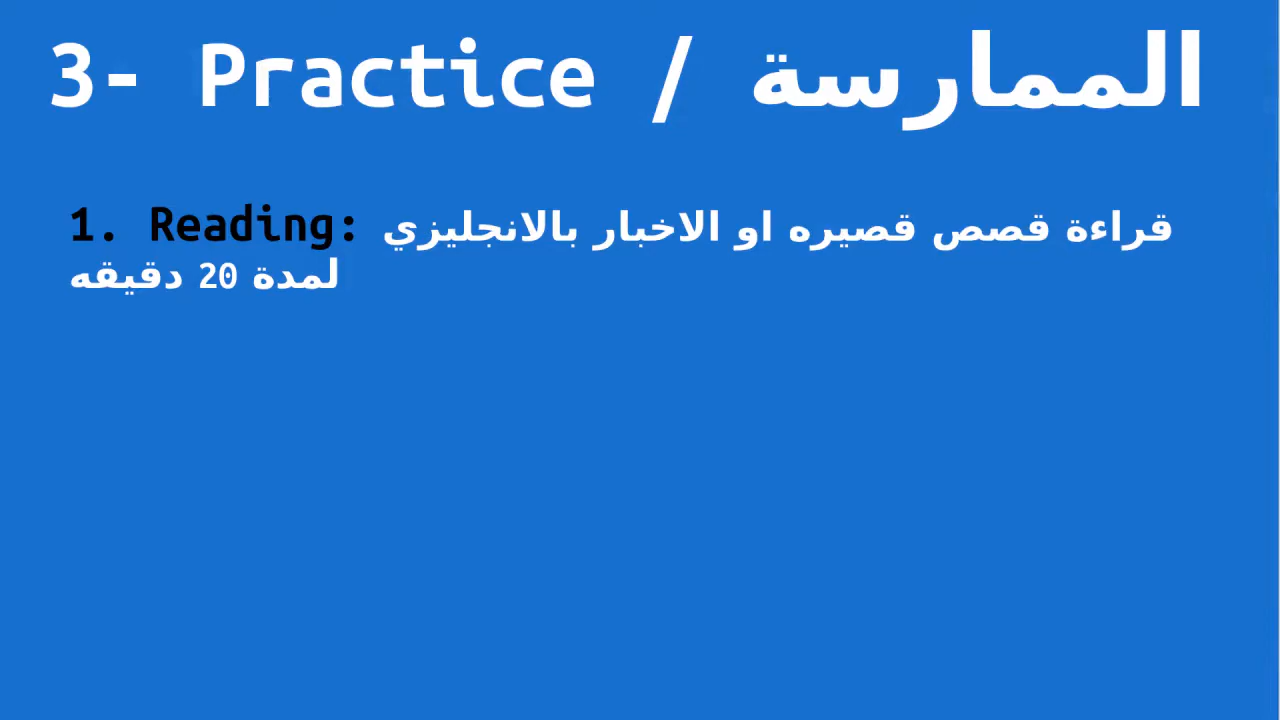 3- Practice / الممارسة
1. Reading: قراءة قصص قصيره او الاخبار بالانجليزي
لمدة 20 دقيقه